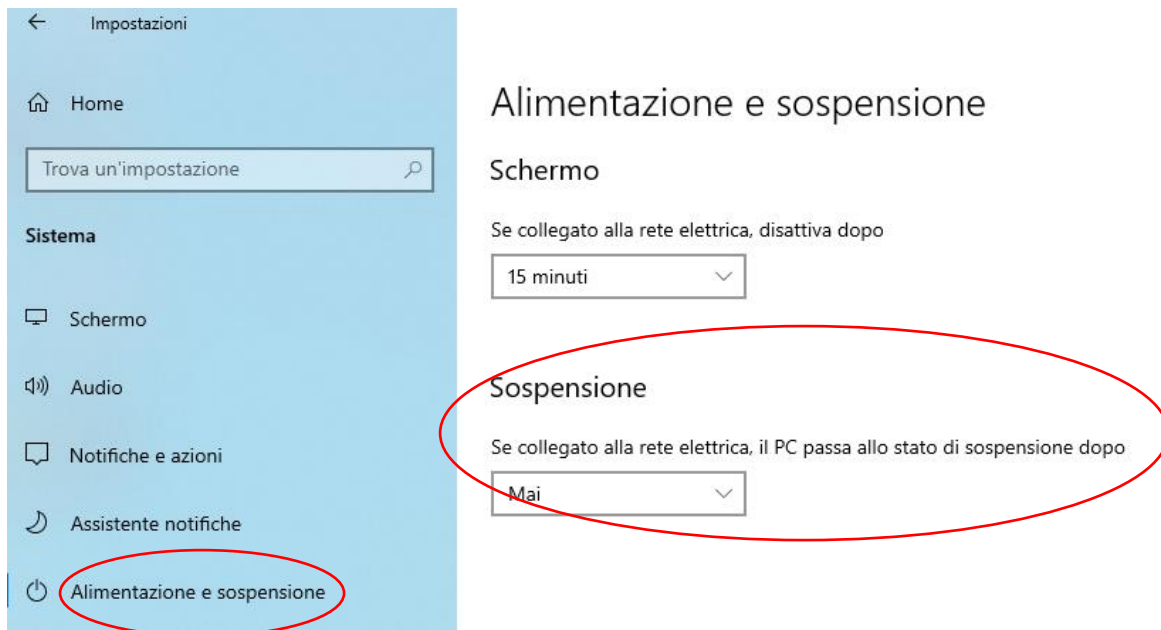 Impostazioni
Home
Trova un'impostazione
Sistema
Schermo
Audio
Notifiche e azioni
Assistente notifiche
Alimentazione e sospensione
Alimentazione e sospensione
Schermo
Se collegato alla rete elettrica, disattiva dopo
15 minuti
Sospensione
Se collegato alla rete elettrica, il PC passa allo stato di sospensione dopo
Mai